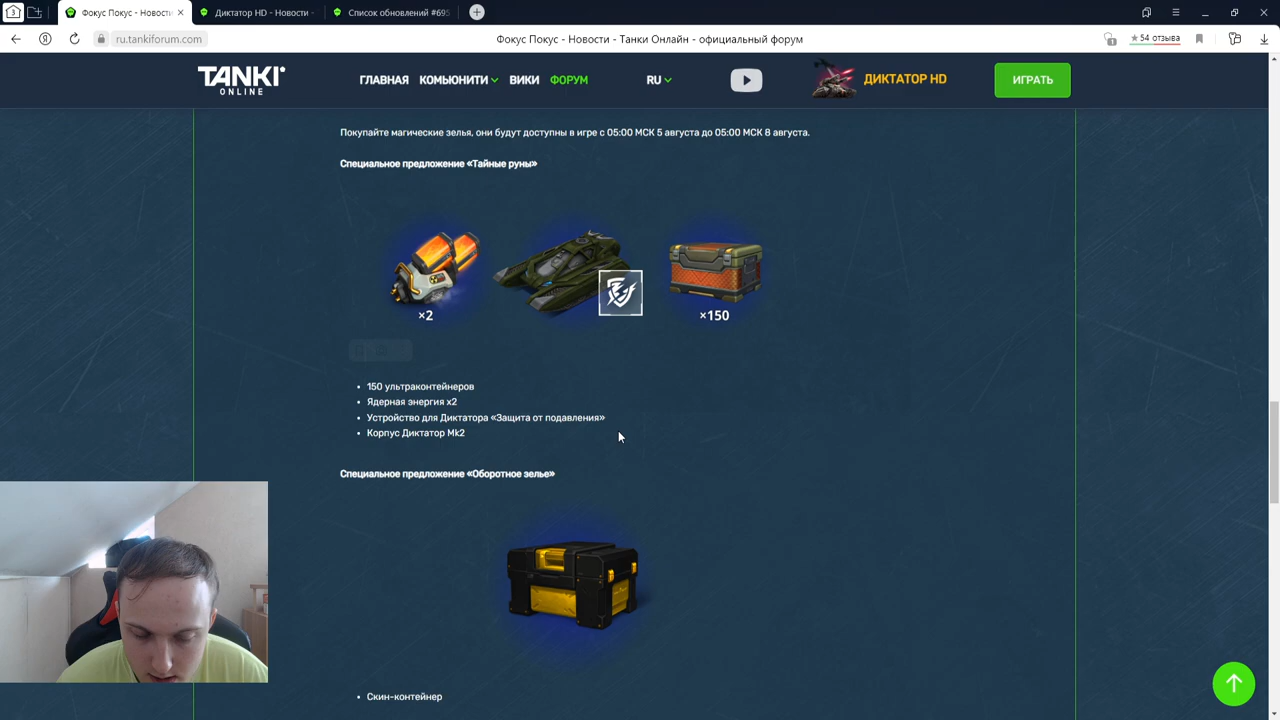 3
Фокус Покус - Новости
Диктатор HD - Новости -
Список обновлений #695
ru.tankiforum.com
Фокус Покус - Новости - Танки Онлайн - официальный форум
★ 54 отзыва
TANKI
ONLINE
ГЛАВНАЯ
КОМЬЮНИТИ
ВИКИ
ФОРУМ
RU
ДИКТАТОР HD
ИГРАТЬ
Покупайте магические зелья, они будут доступны в игре с 05:00 МСК 5 августа до 05:00 МСК 8 августа.
Специальное предложение «Тайные руны»
×2
×150
• 150 ультраконтейнеров
• Ядерная энергия x2
• Устройство для Диктатора «Защита от подавления»
• Корпус Диктатор Mk2
Специальное предложение «Оборотное зелье»
• Скин-контейнер